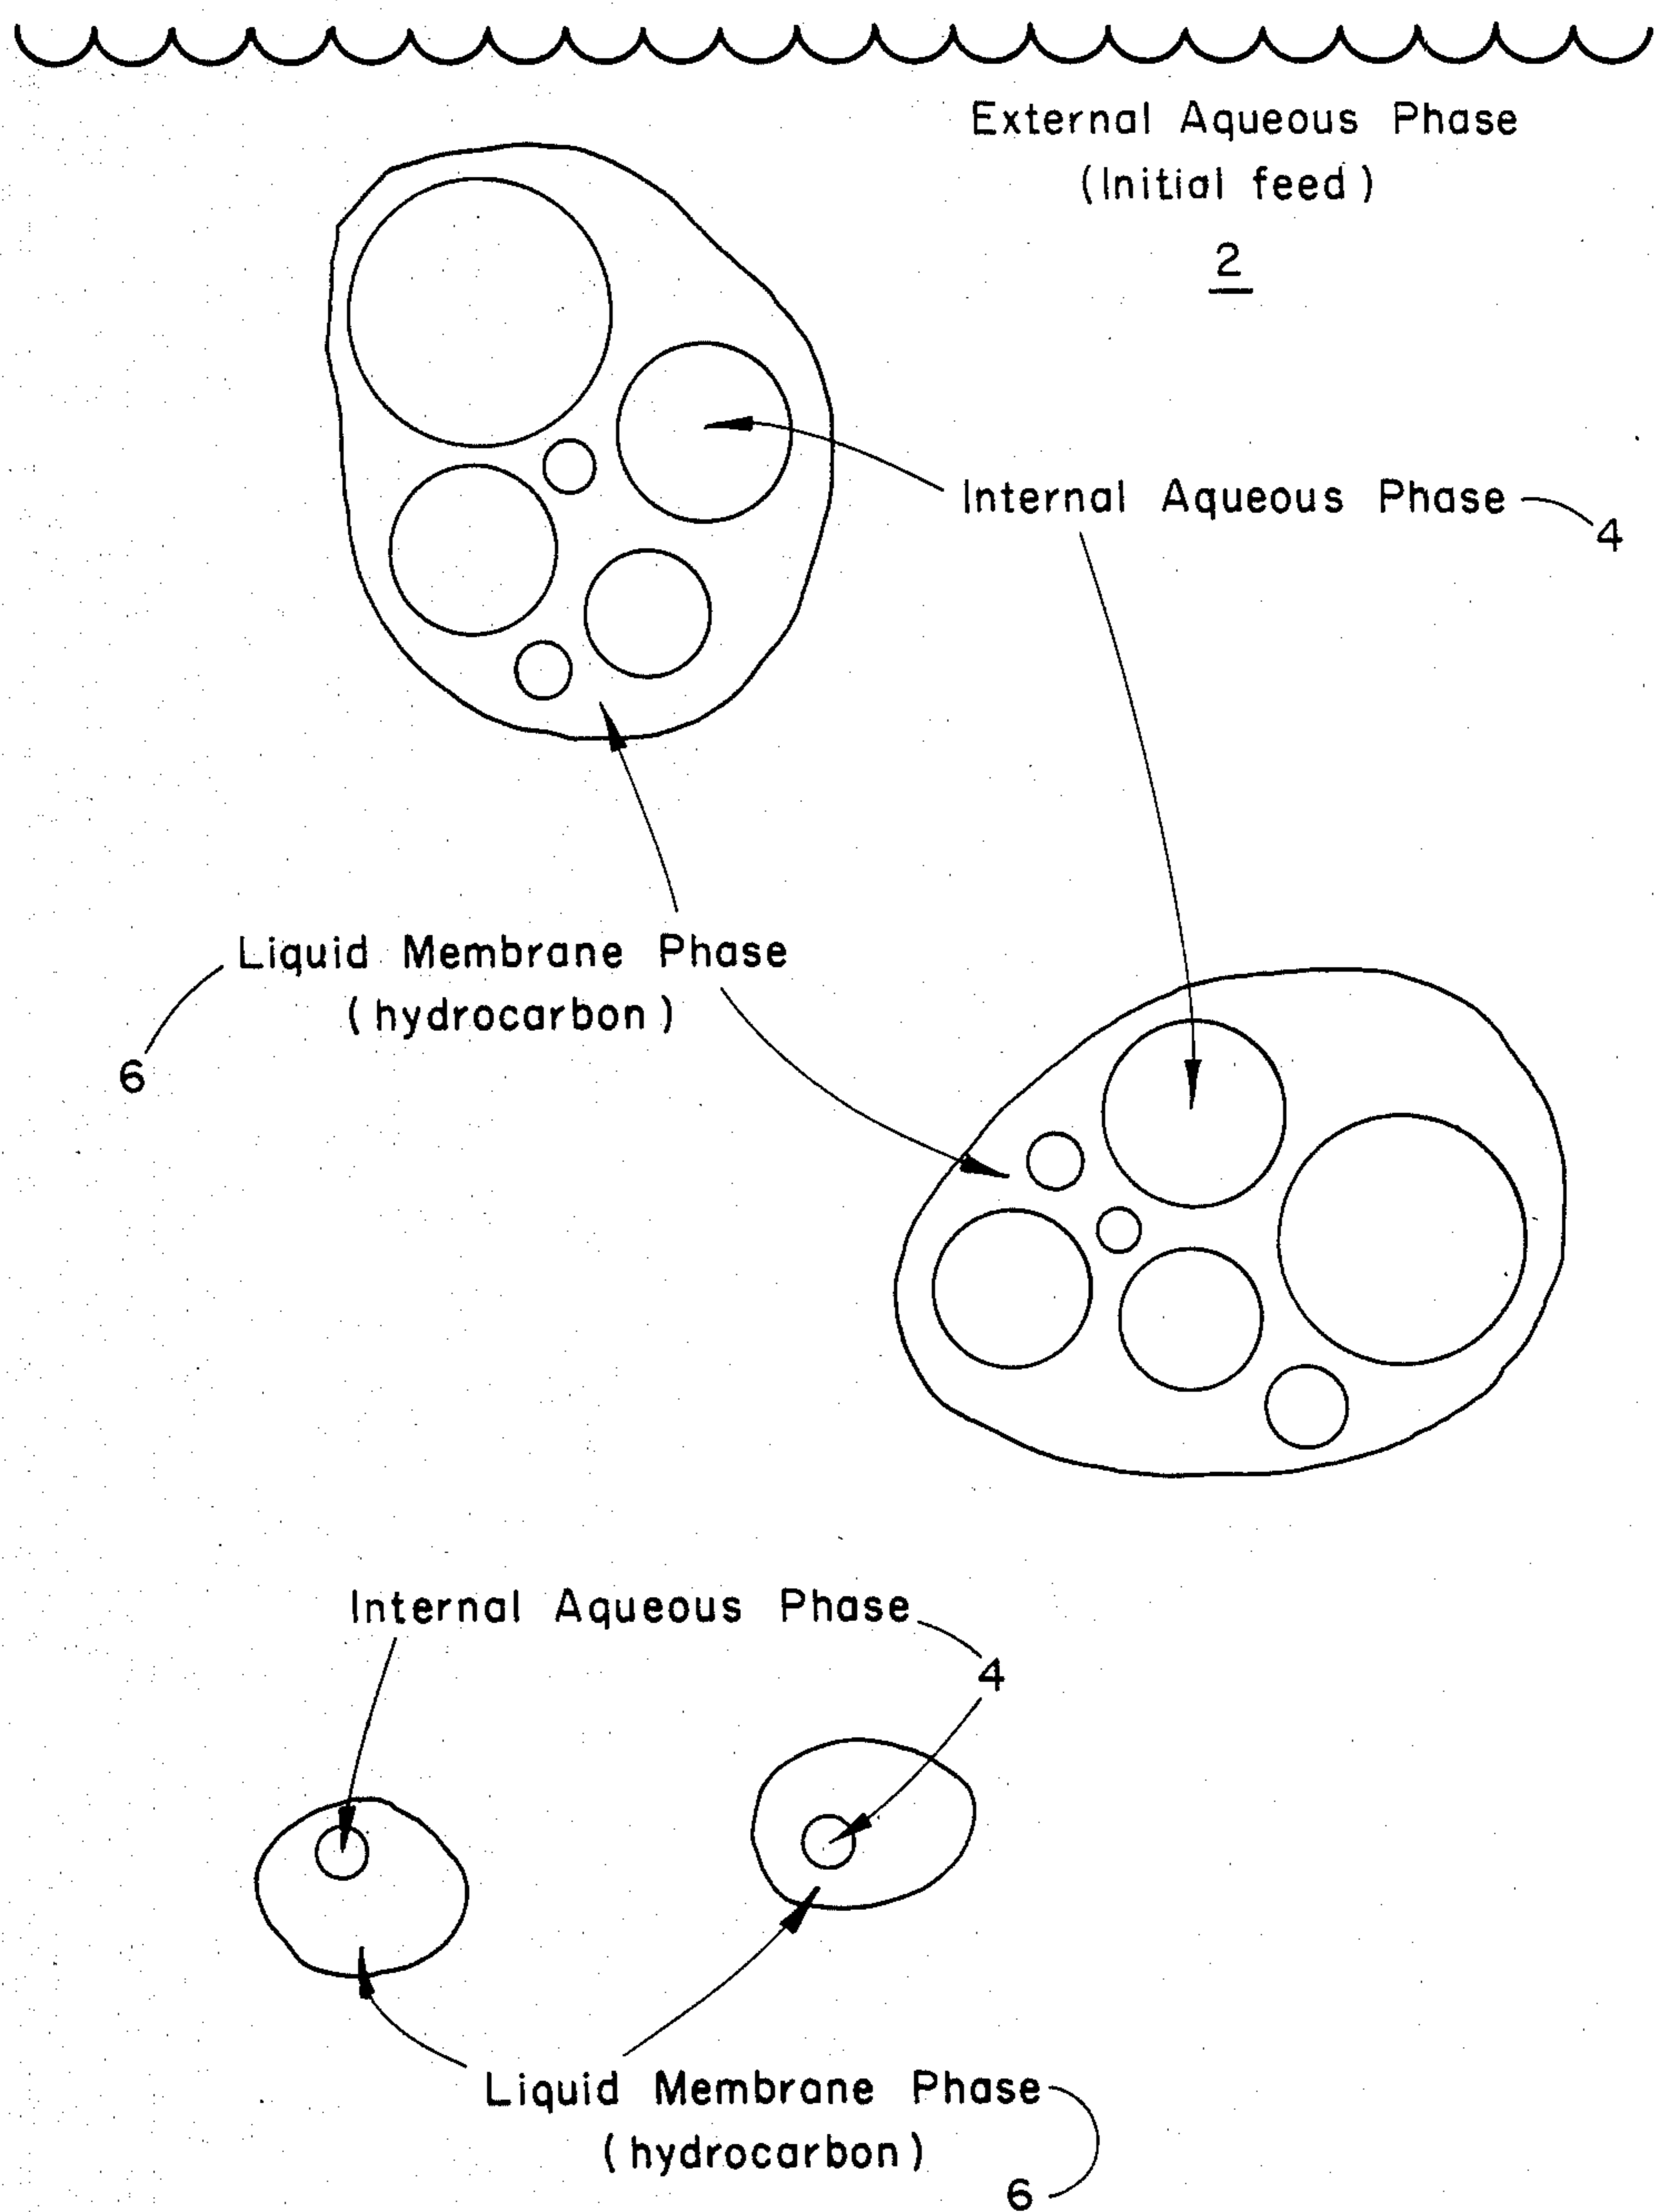 External Aqueous Phase
(Initial feed)
2
Internal Aqueous Phase
4
Liquid Membrane Phase
(hydrocarbon)
6
Internal Aqueous Phase
4
Liquid Membrane Phase
(hydrocarbon)
6